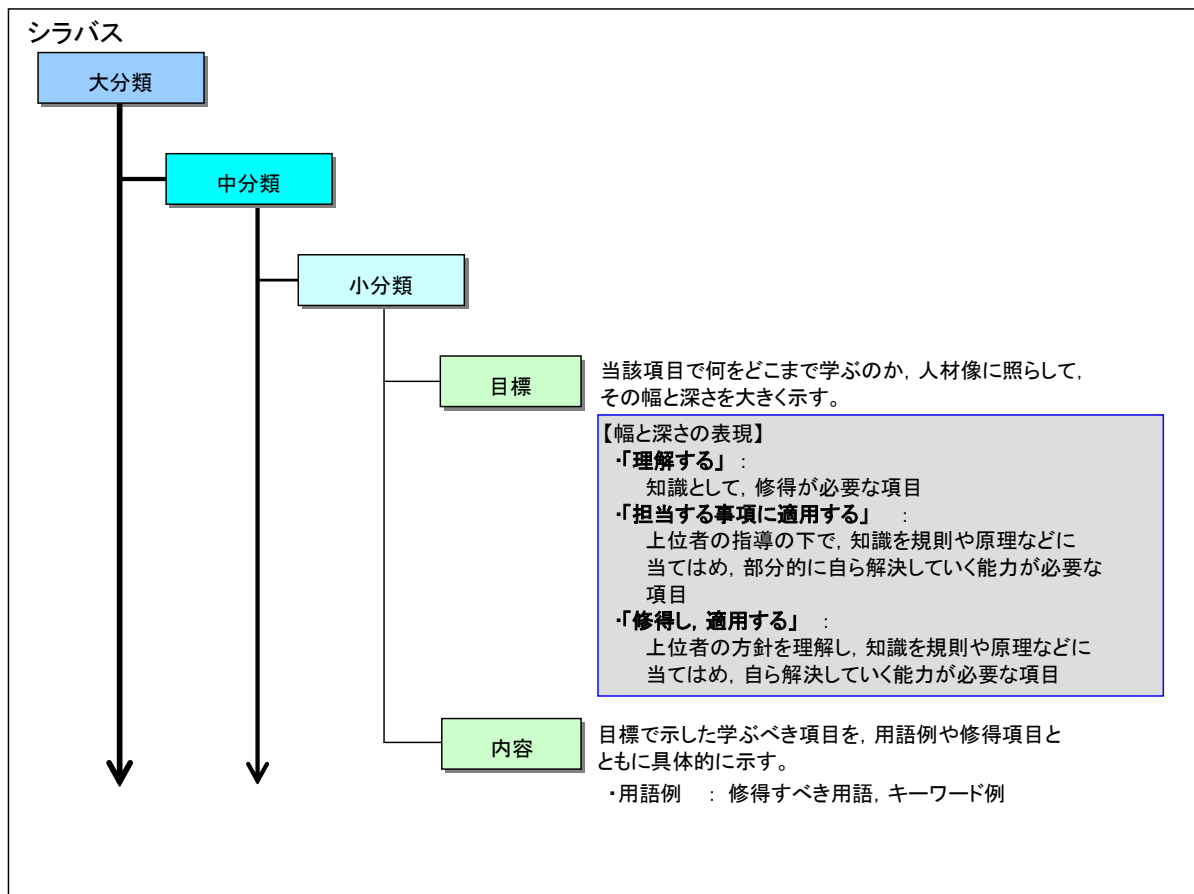 シラバス
大分類
中分類
小分類
目標
当該項目で何をどこまで学ぶのか，人材像に照らして，
その幅と深さを大きく示す。
【幅と深さの表現】
・「理解する」 ：
知識として，修得が必要な項目
・「担当する事項に適用する」 ：
上位者の指導の下で，知識を規則や原理などに
当てはめ，部分的に自ら解決していく能力が必要な
項目
・「修得し，適用する」 ：
上位者の方針を理解し，知識を規則や原理などに
当てはめ，自ら解決していく能力が必要な項目
内容
目標で示した学ぶべき項目を，用語例や修得項目と
ともに具体的に示す。
・用語例 ： 修得すべき用語，キーワード例